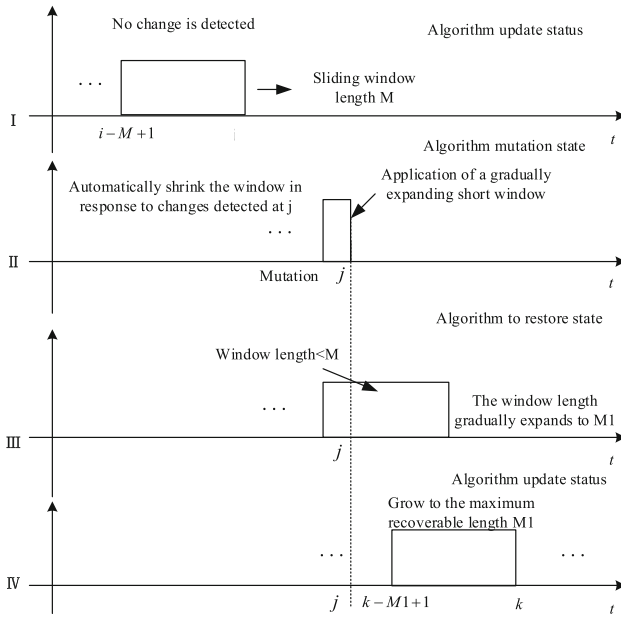 No change is detected
Algorithm update status
. . .
Sliding window
length M
I
i-M+1
i
t
Algorithm mutation state
Automatically shrink the window in
response to changes detected at j
Application of a gradually
expanding short window
. . .
II
Mutation
j
t
Algorithm to restore state
Window length<M
. . .
The window length
gradually expands to M1
III
j
t
Algorithm update status
Grow to the maximum
recoverable length M1
. . .
. . .
IV
j
k-M1+1
k
t